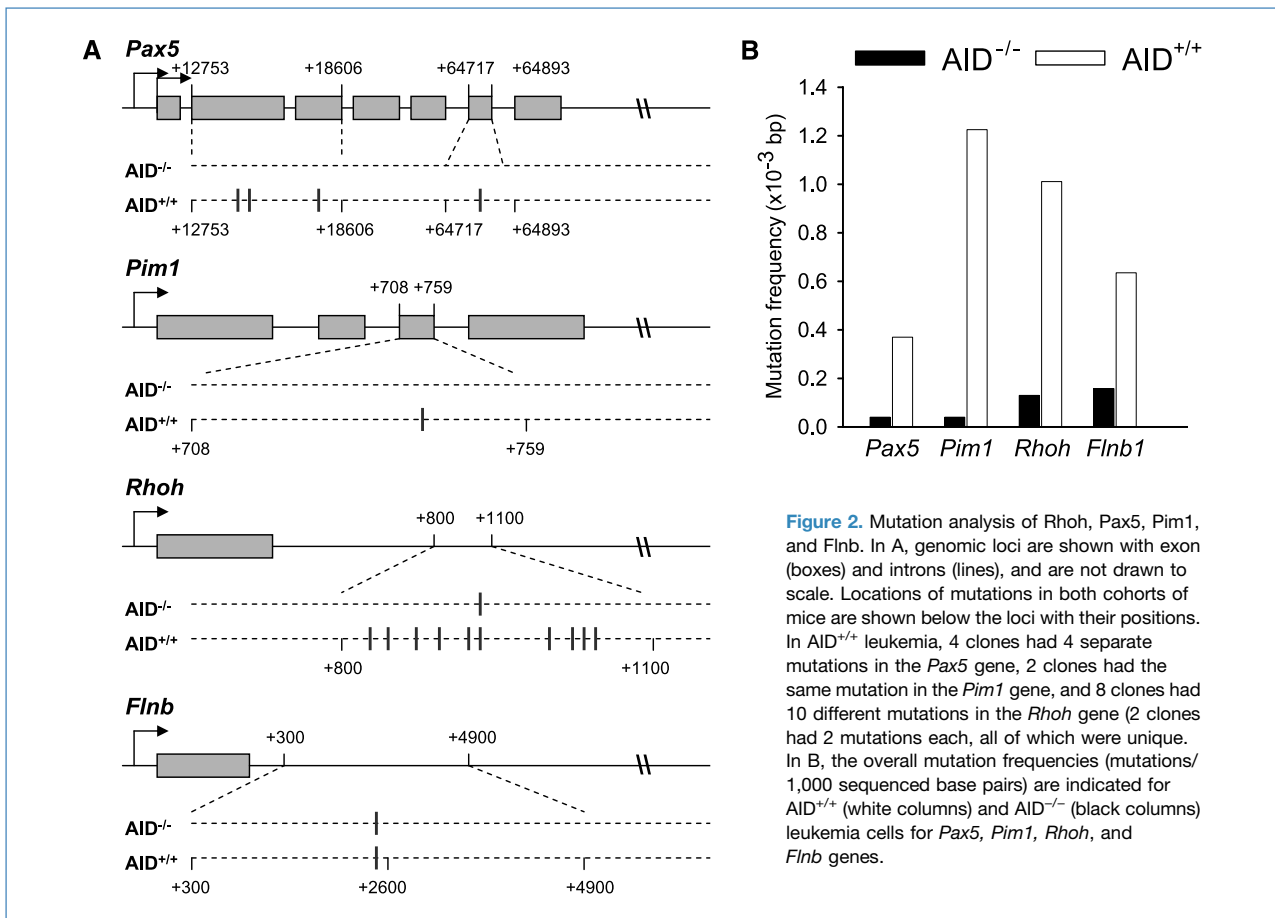 A
Pax5
+12753 +18606 +64717 +64893
AID-/-
AID+/+
+12753 +18606 +64717 +64893
Pim1
+708 +759
AID-/-
AID+/+
+708 +759
Rhoh
+800 +1100
AID-/-
AID+/+
+800 +1100
Flnb
+300 +4900
AID-/-
AID+/+
+300 +2600 +4900
B
AID-/- AID+/+
Mutation frequency (x10-3 bp)
1.4
1.2
1.0
0.8
0.6
0.4
0.2
0.0
Pax5 Pim1 Rhoh Flnb1
Figure 2. Mutation analysis of Rhoh, Pax5, Pim1,
and Flnb. In A, genomic loci are shown with exon
(boxes) and introns (lines), and are not drawn to
scale. Locations of mutations in both cohorts of
mice are shown below the loci with their positions.
In AID+/+ leukemia, 4 clones had 4 separate
mutations in the Pax5 gene, 2 clones had the
same mutation in the Pim1 gene, and 8 clones had
10 different mutations in the Rhoh gene (2 clones
had 2 mutations each, all of which were unique.
In B, the overall mutation frequencies (mutations/
1,000 sequenced base pairs) are indicated for
AID+/+ (white columns) and AID−/− (black columns)
leukemia cells for Pax5, Pim1, Rhoh, and
Flnb genes.